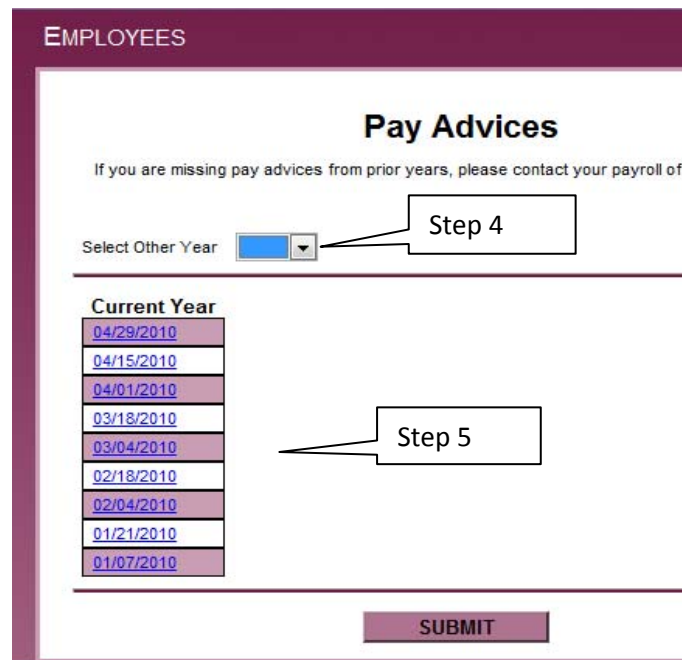 EMPLOYEES
Pay Advices
If you are missing pay advices from prior years, please contact your payroll of
Step 4
Select Other Year
Current Year
04/29/2010
04/15/2010
04/01/2010
03/18/2010
03/04/2010
Step 5
02/18/2010
02/04/2010
01/21/2010
01/07/2010
SUBMIT